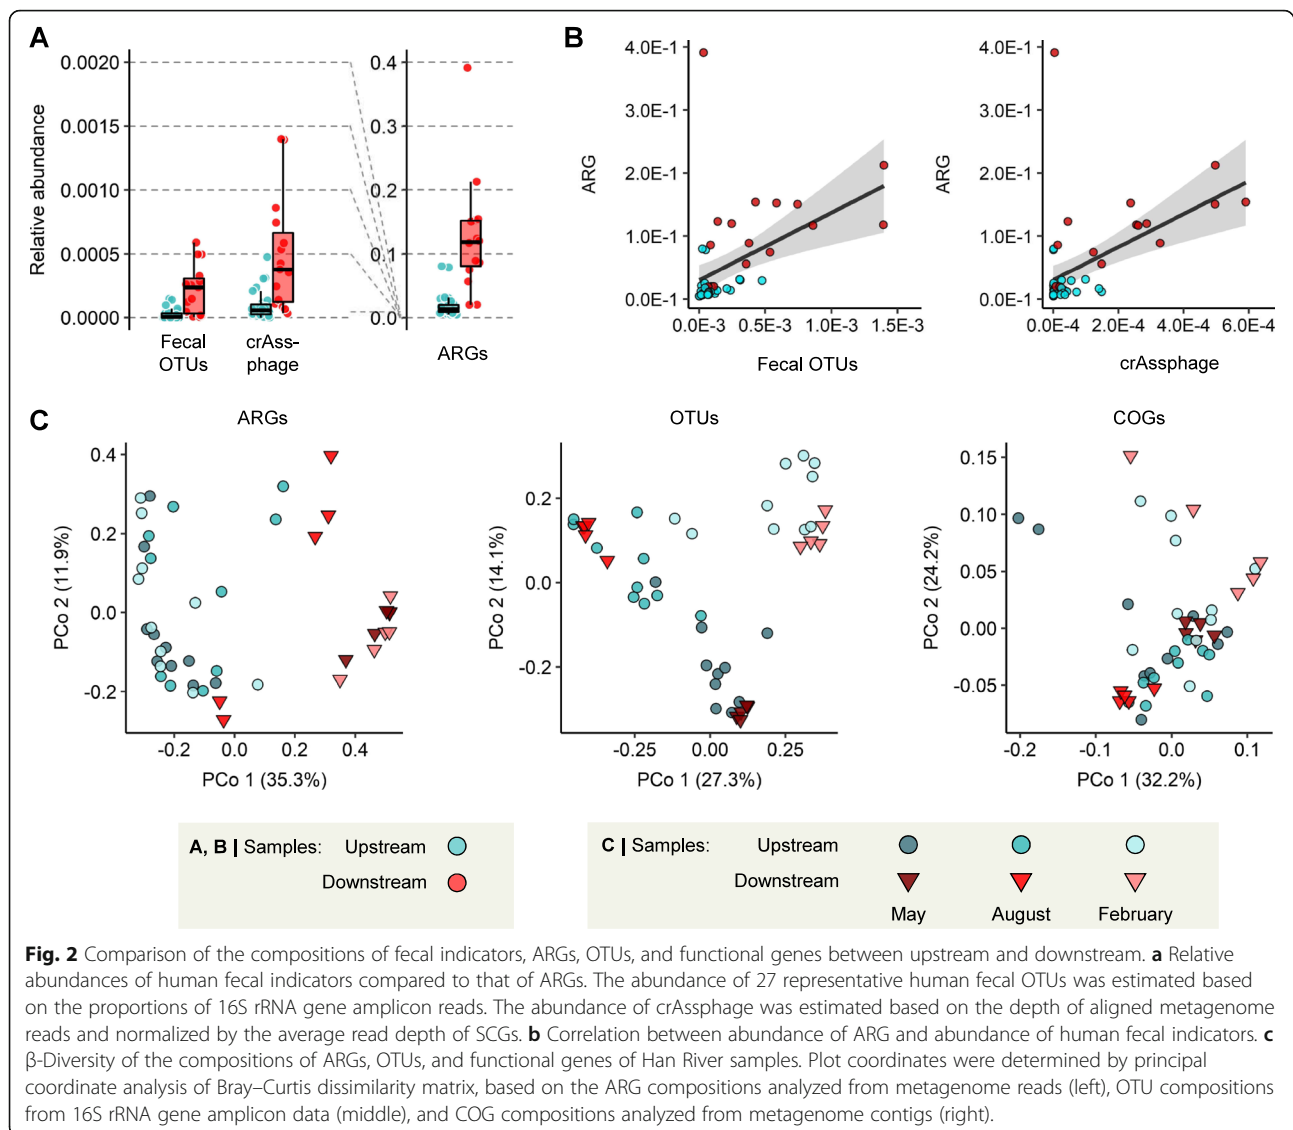 A
B
0.0020
0.0015
0.0010
0.0005
0.0000
Relative abundance
Fecal
OTUs
crAss-
phage
0.4
0.3
0.2
0.1
0.0
ARGs
4.0E-1
3.0E-1
2.0E-1
1.0E-1
0.0E-1
ARG
0.0E-3
0.5E-3
1.0E-3
1.5E-3
Fecal OTUs
4.0E-1
3.0E-1
2.0E-1
1.0E-1
0.0E-1
ARG
0.0E-4
2.0E-4
4.0E-4
6.0E-4
crAssphage
C
ARGs
0.4
0.2
0.0
-0.2
PCo 2 (11.9%)
-0.2
0.0
0.2
0.4
PCo 1 (35.3%)
OTUs
0.2
0.0
-0.2
PCo 2 (14.1%)
-0.25
0.00
0.25
PCo 1 (27.3%)
COGs
0.15
0.10
0.05
0.00
-0.05
PCo 2 (24.2%)
-0.2
-0.1
0.0
0.1
PCo 1 (32.2%)
A, B | Samples: Upstream
Downstream
C | Samples: Upstream
Downstream
May August February
Fig. 2 Comparison of the compositions of fecal indicators, ARGs, OTUs, and functional genes between upstream and downstream. a Relative
abundances of human fecal indicators compared to that of ARGs. The abundance of 27 representative human fecal OTUs was estimated based
on the proportions of 16S rRNA gene amplicon reads. The abundance of crAssphage was estimated based on the depth of aligned metagenome
reads and normalized by the average read depth of SCGs. b Correlation between abundance of ARG and abundance of human fecal indicators. c
β-Diversity of the compositions of ARGs, OTUs, and functional genes of Han River samples. Plot coordinates were determined by principal
coordinate analysis of Bray–Curtis dissimilarity matrix, based on the ARG compositions analyzed from metagenome reads (left), OTU compositions
from 16S rRNA gene amplicon data (middle), and COG compositions analyzed from metagenome contigs (right).